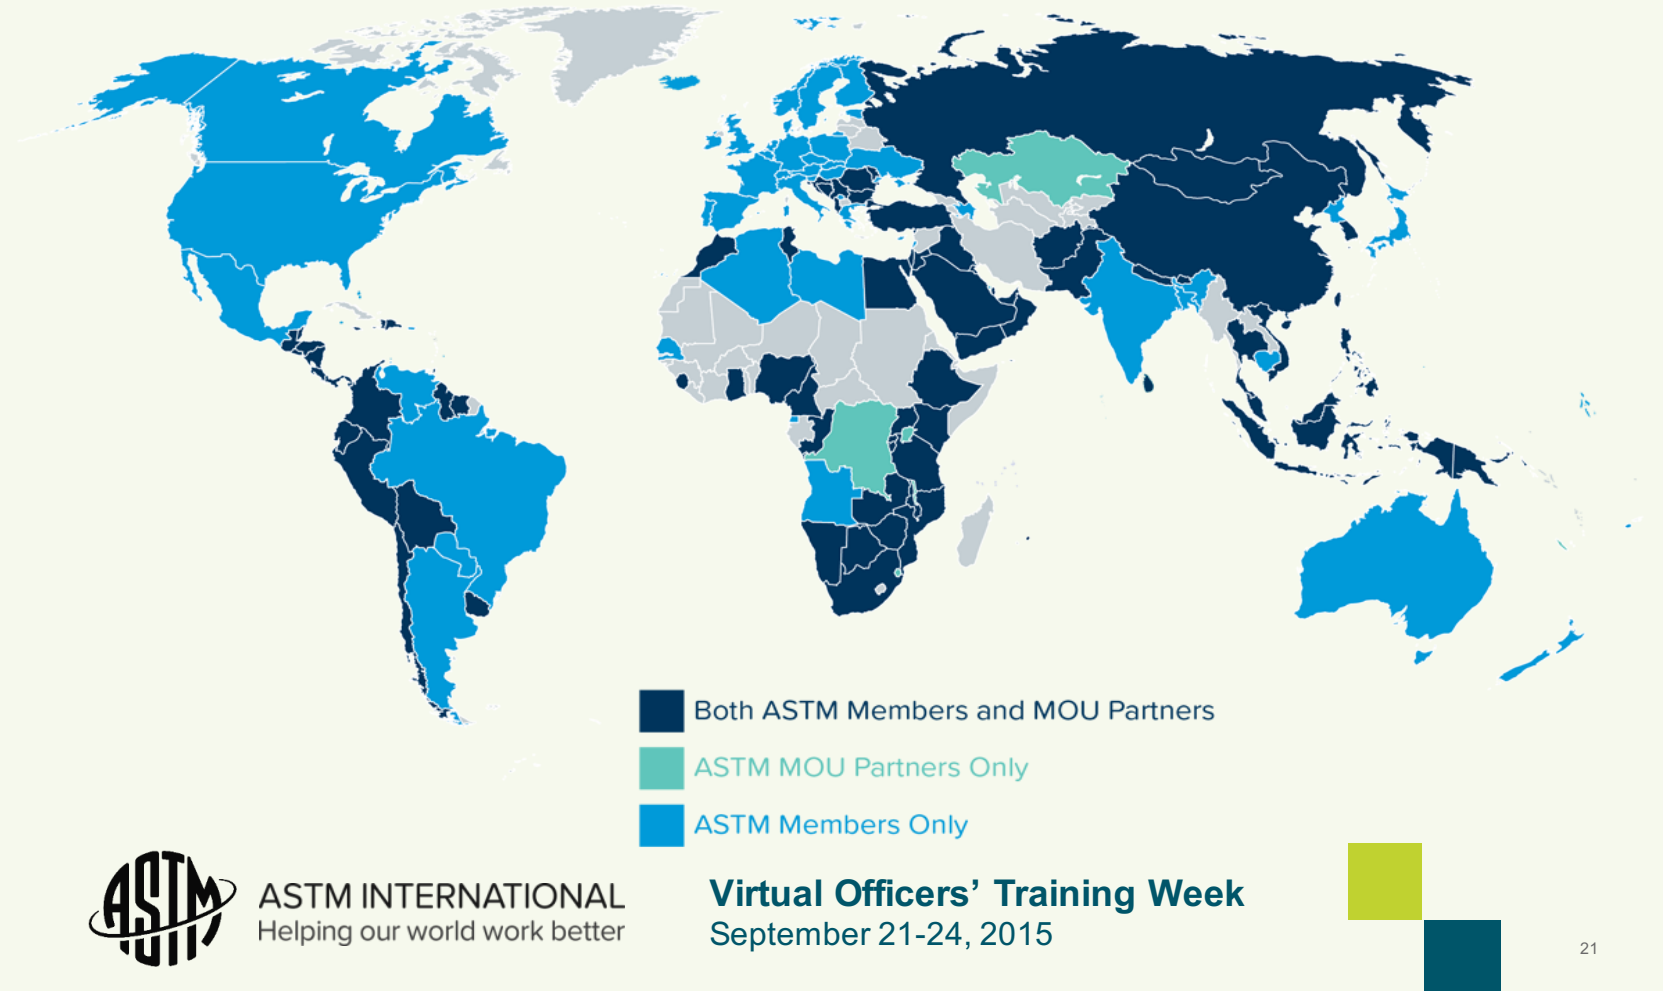 Both ASTM Members and MOU Partners
ASTM MOU Partners Only
ASTM Members Only
ASTM
ASTM INTERNATIONAL
Helping our world work better
Virtual Officers’ Training Week
September 21-24, 2015
21